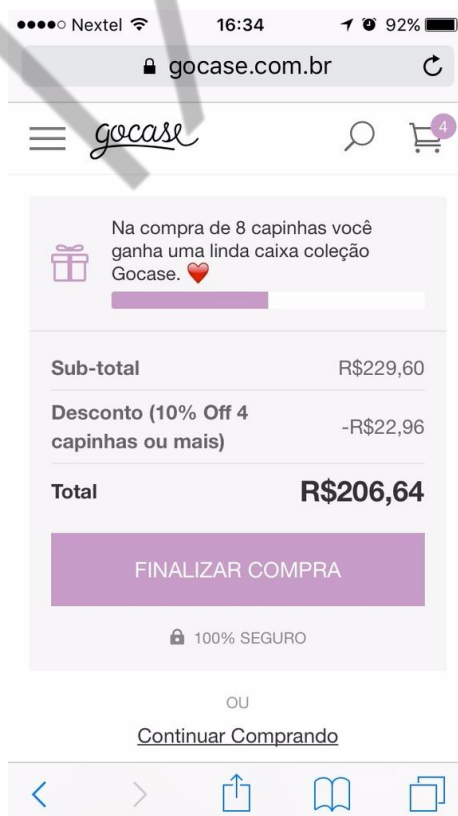 Nextel 16:34 92%
gocase.com.br
gocase 4
Na compra de 8 capinhas você
ganha uma linda caixa coleção
Gocase. ❤️
Sub-total R$229,60
Desconto (10% Off 4
capinhas ou mais) -R$22,96
Total R$206,64
FINALIZAR COMPRA
100% SEGURO
OU
Continuar Comprando